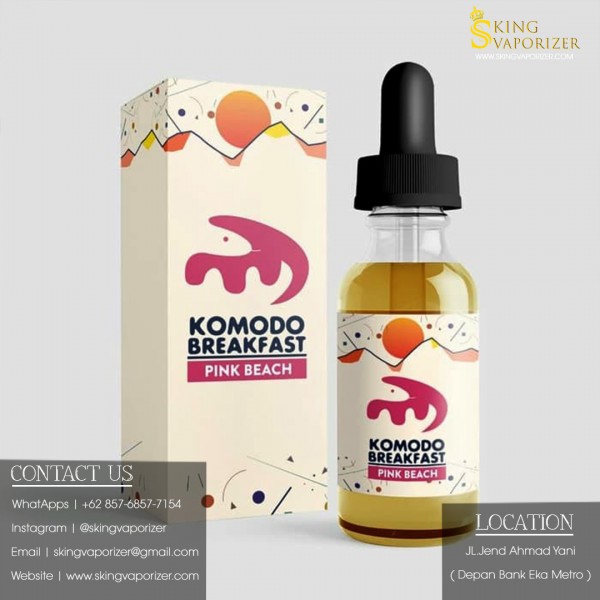 SKING
VAPORIZER
WWW.SKINGVAPORIZER.COM
KOMODO
BREAKFAST
PINK BEACH
KOMODO
BREAKFAST
PINK BEACH
CONTACT US
WhatApps | +62 857-6857-7154
Instagram | @skingvaporizer
Email | skingvaporizer@gmail.com
Website | www.skingvaporizer.com
LOCATION
JL.Jend Ahmad Yani
( Depan Bank Eka Metro )